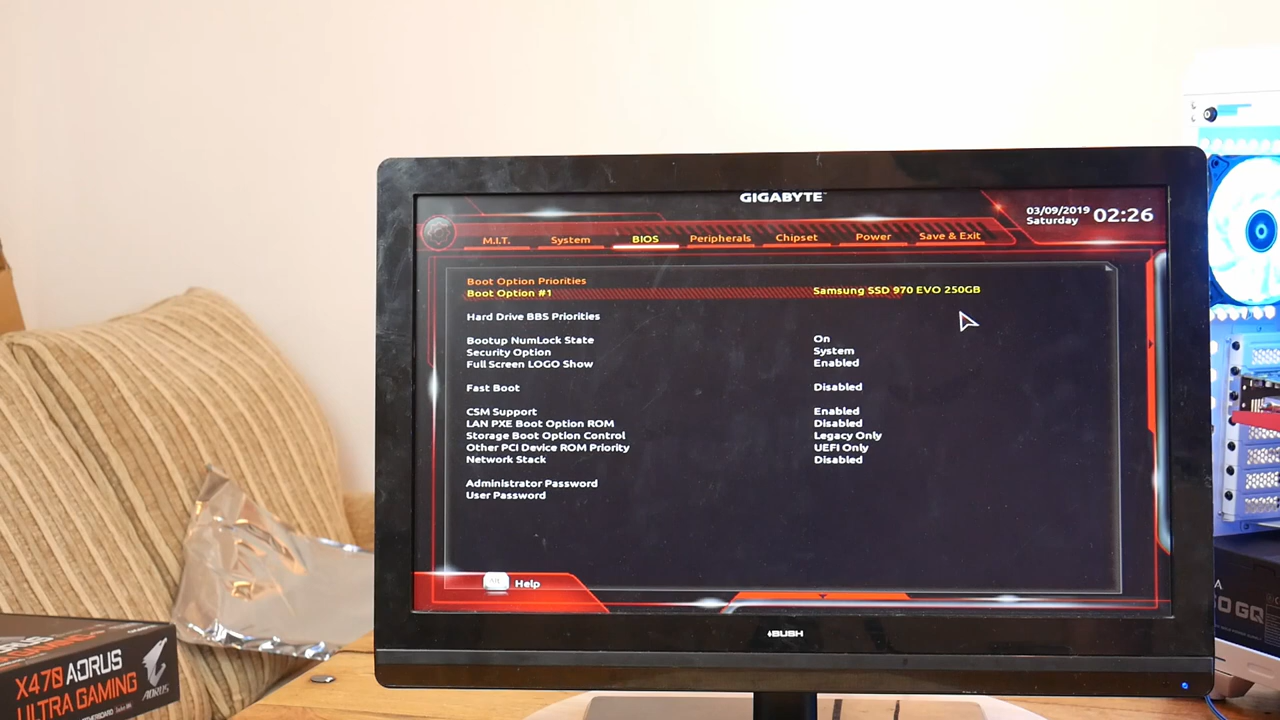 GIGABYTE
03/09/2019
Saturday
02:26
M.I.T.
System
BIOS
Peripherals
Chipset
Power
Save & Exit
Boot Option Priorities
Boot Option #1 Samsung SSD 970 EVO 250GB
Hard Drive BBS Priorities
Bootup NumLock State On
Security Option System
Full Screen LOGO Show Enabled
Fast Boot Disabled
CSM Support Enabled
LAN PXE Boot Option ROM Disabled
Storage Boot Option Control Legacy Only
Other PCI Device ROM Priority UEFI Only
Network Stack Disabled
Administrator Password
User Password
Help
BUSH
X470 AORUS
ULTRA GAMING
AORUS
GQ